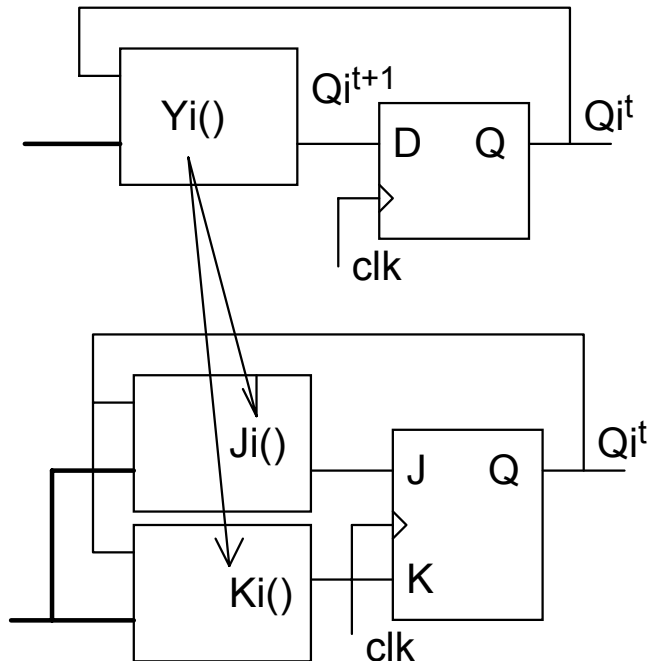 Yi()
Qi^t+1
D Q
Qi^t
clk
Ji()
J Q
Qi^t
Ki()
K
clk